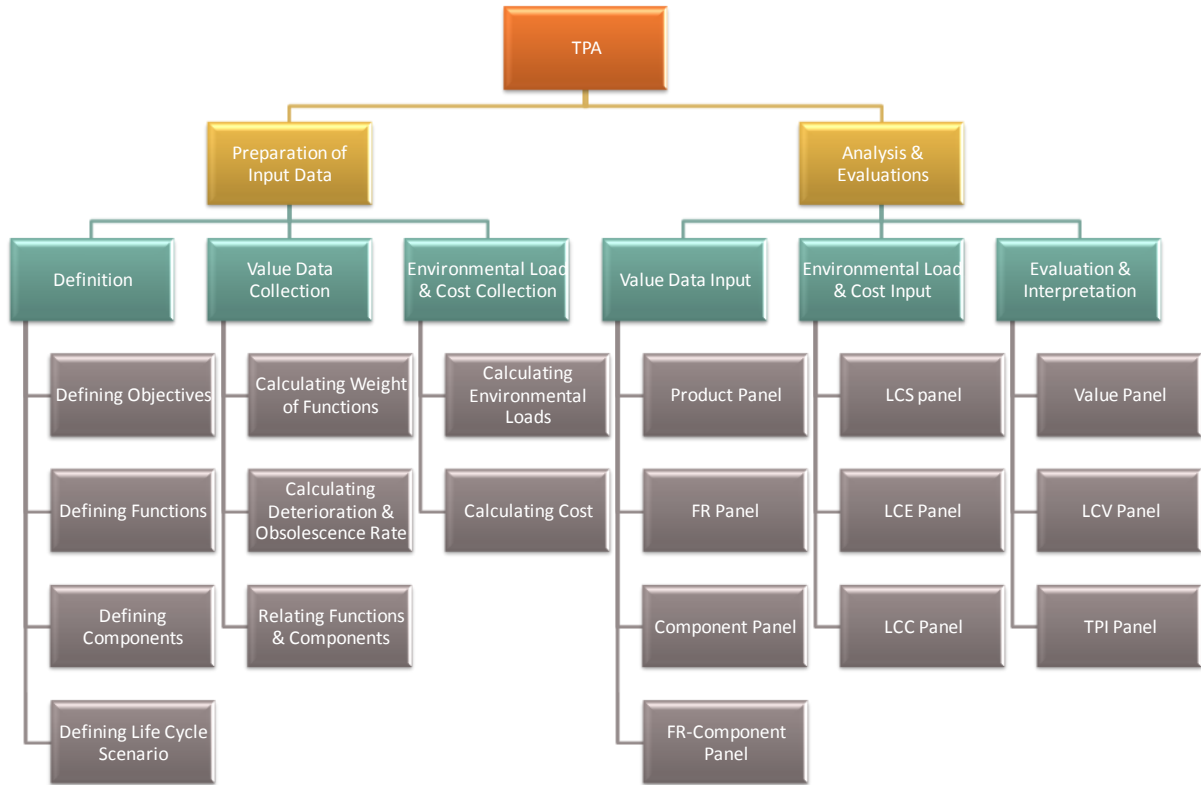 TPA
Preparation of
Input Data
Analysis &
Evaluations
Definition
Value Data
Collection
Environmental Load
& Cost Collection
Value Data Input
Environmental Load
& Cost Input
Evaluation &
Interpretation
Defining Objectives
Calculating Weight
of Functions
Calculating
Environmental
Loads
Product Panel
LCS panel
Value Panel
Defining Functions
Calculating
Deterioration &
Obsolescence Rate
Calculating Cost
FR Panel
LCE Panel
LCV Panel
Defining
Components
Relating Functions
& Components
Component Panel
LCC Panel
TPI Panel
Defining Life Cycle
Scenario
FR-Component
Panel